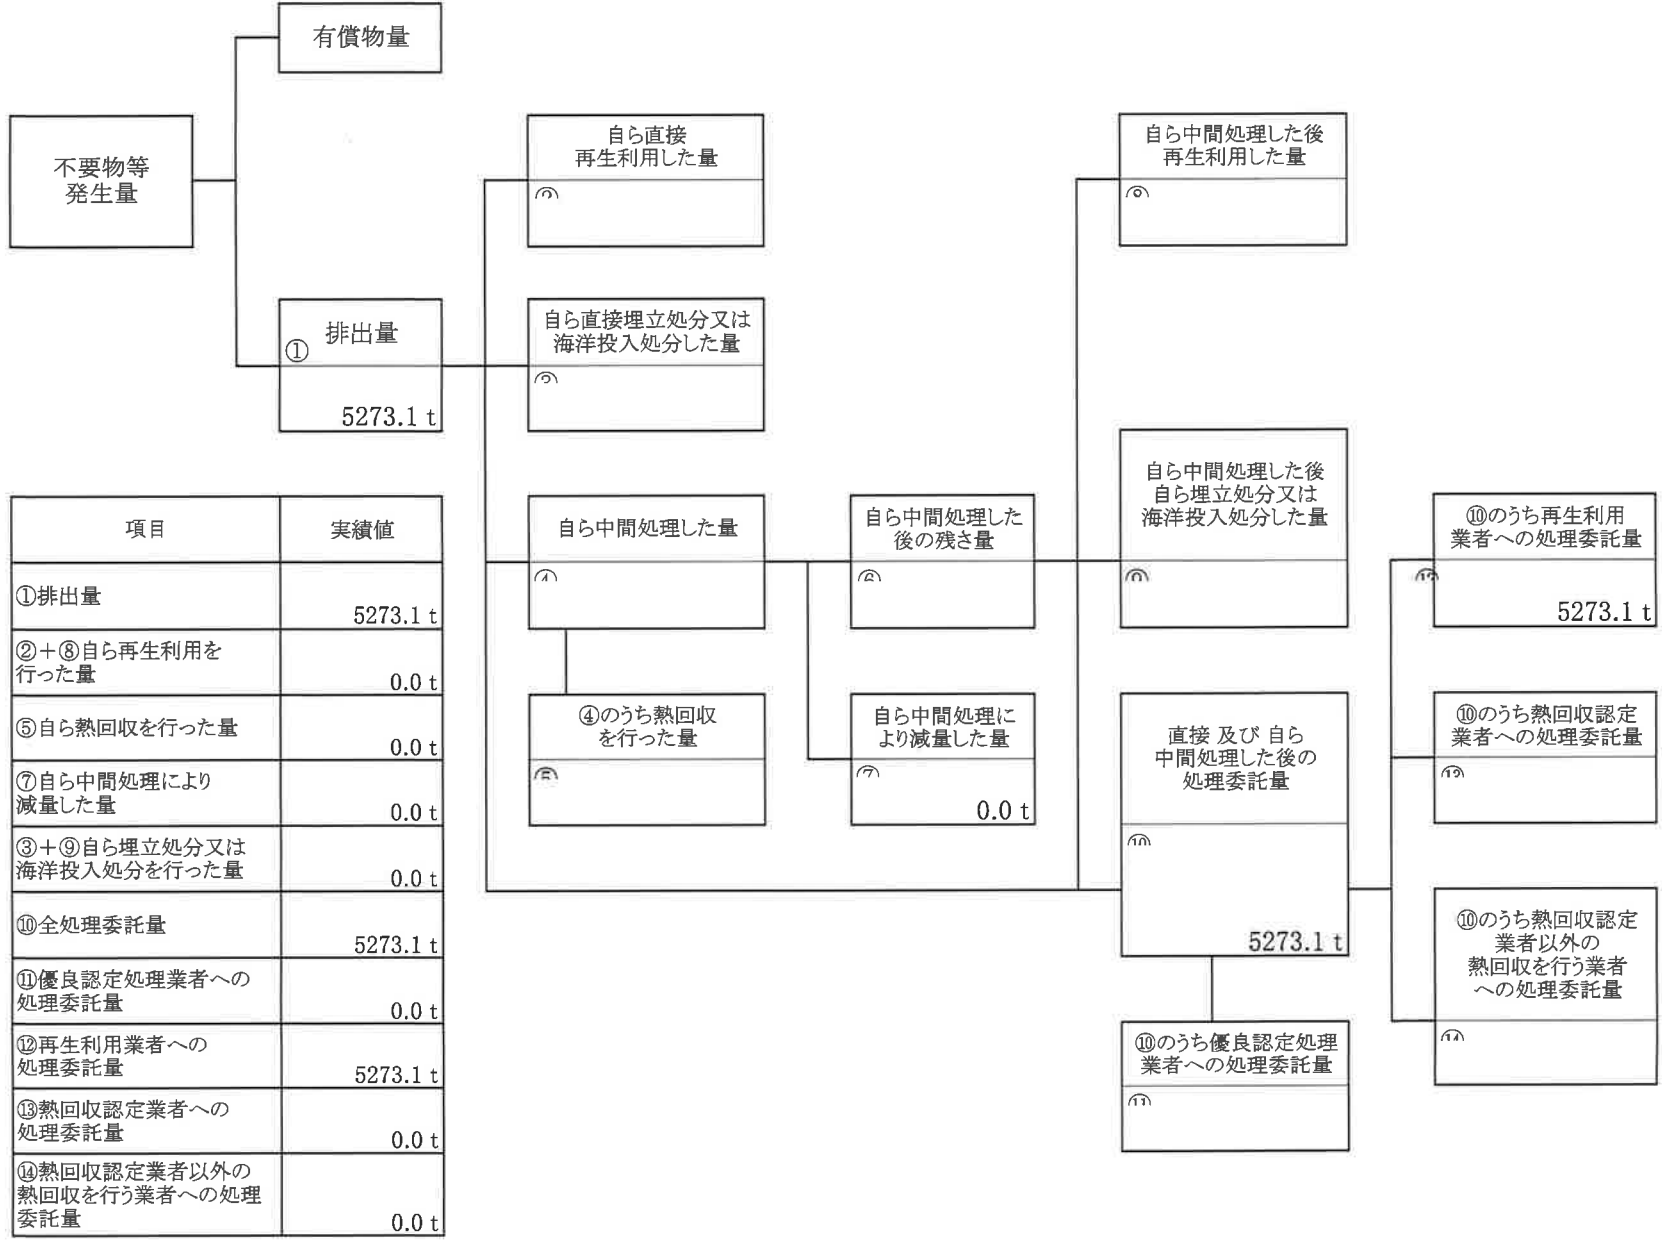 有償物量
不要物等
発生量
①
排出量
5273.1 t
自ら直接
再生利用した量
自ら直接埋立処分又は
海洋投入処分した量
自ら中間処理した量
④のうち熱回収
を行った量
自ら中間処理した
後の残さ量
自ら中間処理に
より減量した量
⑦
0.0 t
自ら中間処理した後
再生利用した量
自ら中間処理した後
自ら埋立処分又は
海洋投入処分した量
直接 及び 自ら
中間処理した後の
処理委託量
⑩
5273.1 t
⑩のうち優良認定処理
業者への処理委託量
⑪
⑩のうち再生利用
業者への処理委託量
5273.1 t
⑩のうち熱回収認定
業者への処理委託量
⑩のうち熱回収認定
業者以外の
熱回収を行う業者
への処理委託量
項目 実績値
①排出量
5273.1 t
②+⑧自ら再生利用を
行った量
0.0 t
⑤自ら熱回収を行った量
0.0 t
⑦自ら中間処理により
減量した量
0.0 t
③+⑨自ら埋立処分又は
海洋投入処分を行った量
0.0 t
⑩全処理委託量
5273.1 t
⑪優良認定処理業者への
処理委託量
0.0 t
⑫再生利用業者への
処理委託量
5273.1 t
⑬熱回収認定業者への
処理委託量
0.0 t
⑭熱回収認定業者以外の
熱回収を行う業者への処理
委託量
0.0 t